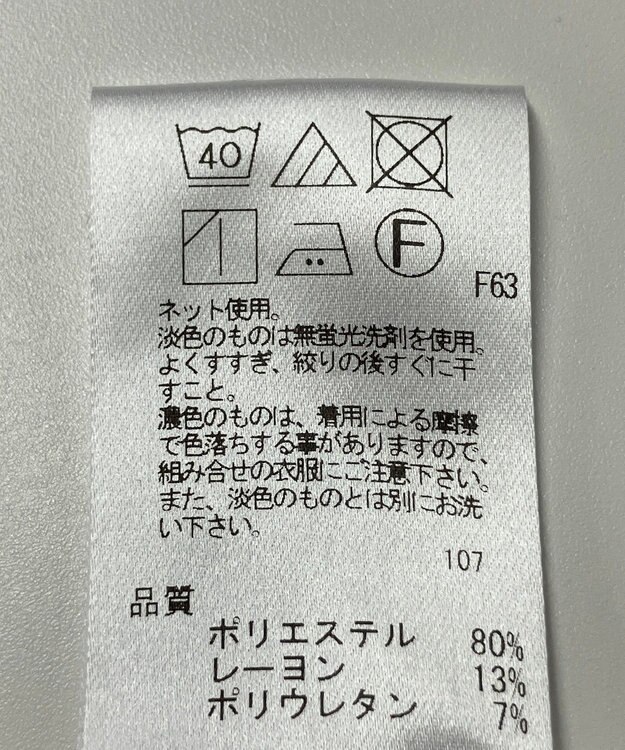 40
F
F63
ネット使用。
淡色のものは無蛍光洗剤を使用。
よくすすぎ、絞りの後すぐに干
すこと。
濃色のものは、着用による摩擦
で色落ちする事がありますので、
組み合せの衣服にご注意下さい。
また、淡色のものとは別にお洗
い下さい。
107
品質
ポリエステル 80%
レーヨン 13%
ポリウレタン 7%